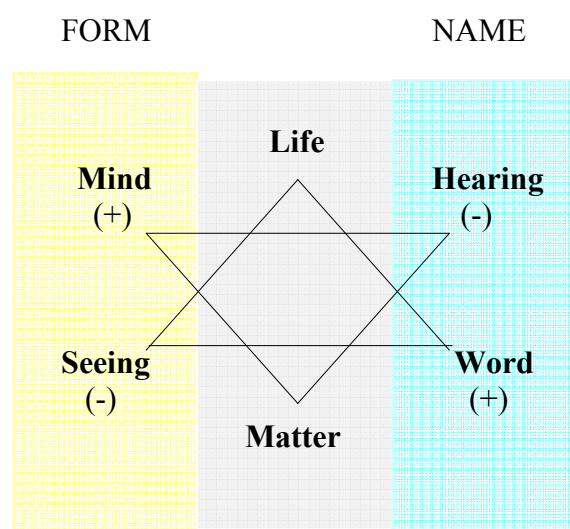 FORM NAME
Life
Mind Hearing
(+) (-)
Seeing Word
(-) (+)
Matter